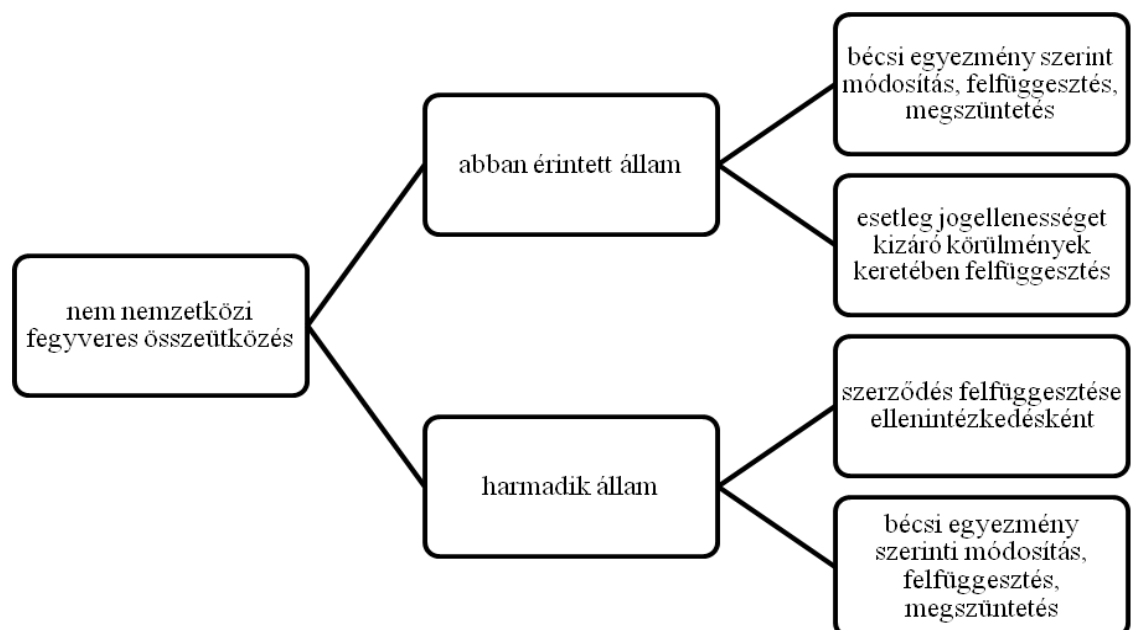 nem nemzetközi
fegyveres összeütközés
abban érintett állam
bécsi egyezmény szerint
módosítás, felfüggesztés,
megszüntetés
esetleg jogellenességet
kizáró körülmények
keretében felfüggesztés
harmadik állam
szerződés felfüggesztése
ellenintézkedésként
bécsi egyezmény
szerinti módosítás,
felfüggesztés,
megszüntetés